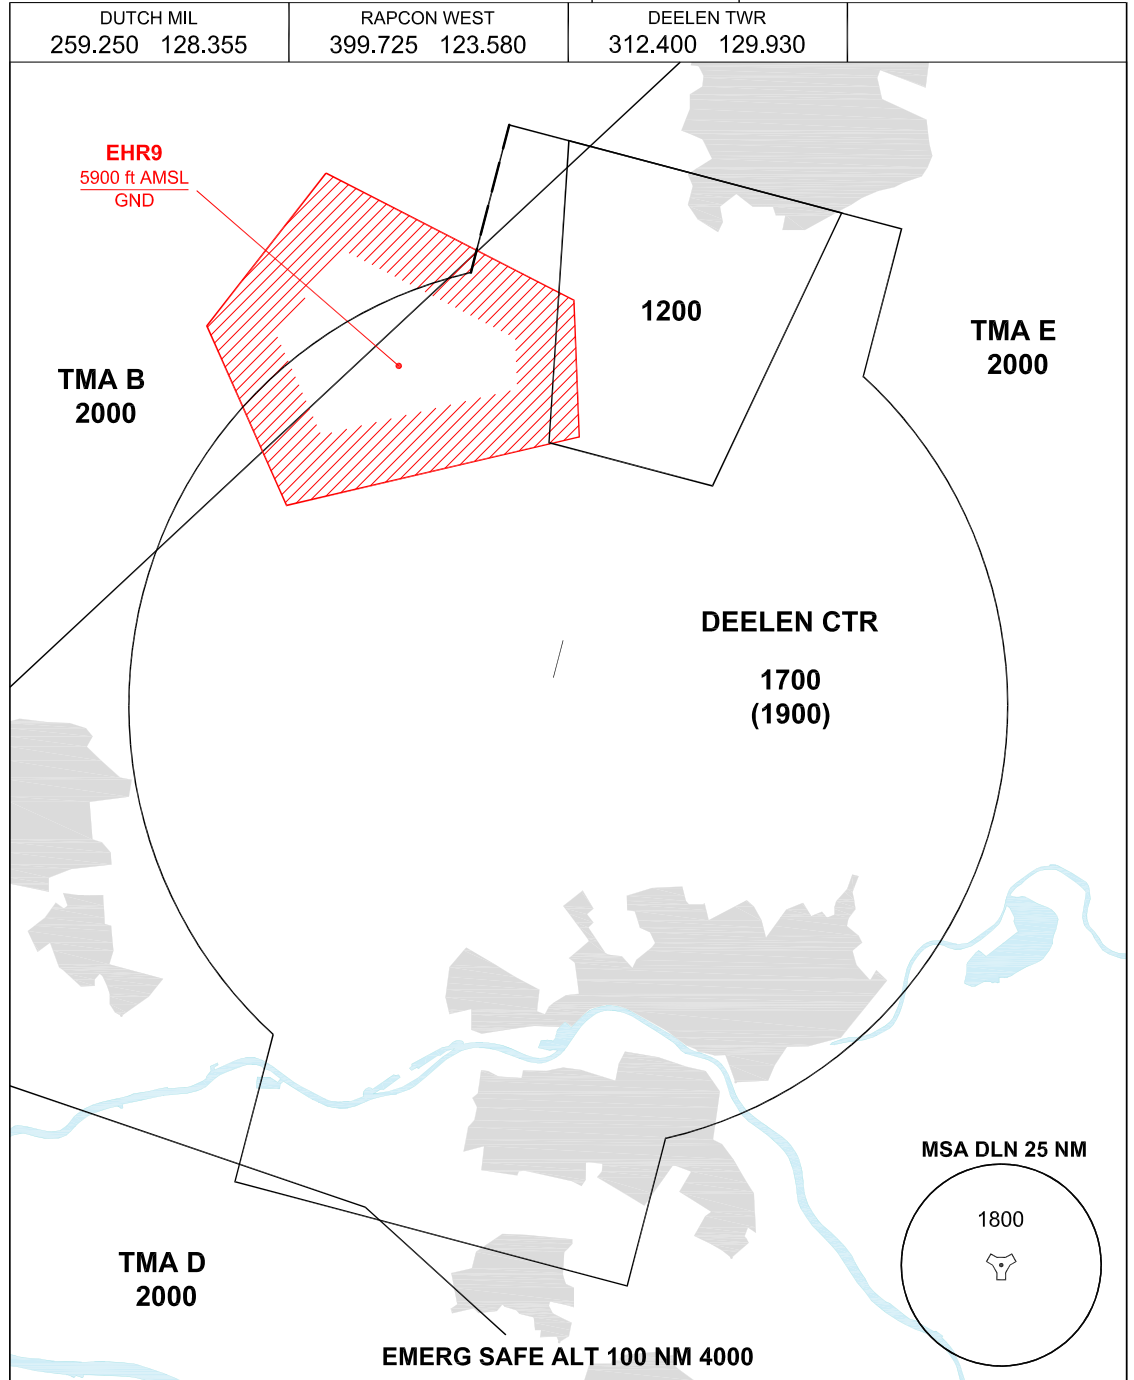 DUTCH MIL
259.250 128.355
RAPCON WEST
399.725 123.580
DEELEN TWR
312.400 129.930
EHR9
5900 ft AMSL
GND
1200
TMA E
2000
TMA B
2000
DEELEN CTR
1700
(1900)
MSA DLN 25 NM
1800
TMA D
2000
EMERG SAFE ALT 100 NM 4000